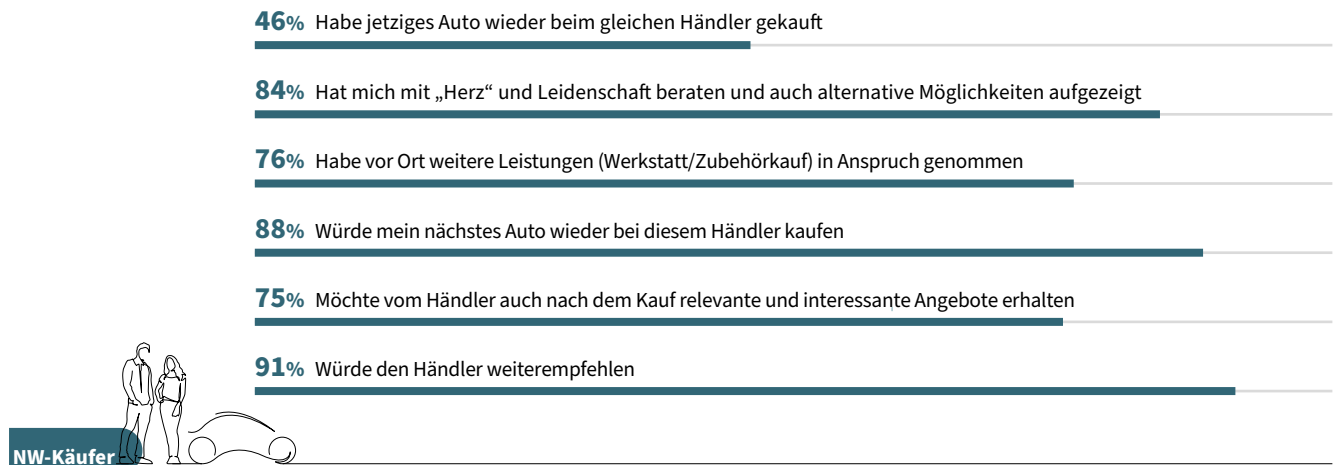 46% Habe jetziges Auto wieder beim gleichen Händler gekauft
84% Hat mich mit „Herz“ und Leidenschaft beraten und auch alternative Möglichkeiten aufgezeigt
76% Habe vor Ort weitere Leistungen (Werkstatt/Zubehörkauf) in Anspruch genommen
88% Würde mein nächstes Auto wieder bei diesem Händler kaufen
75% Möchte vom Händler auch nach dem Kauf relevante und interessante Angebote erhalten
91% Würde den Händler weiterempfehlen
NW-Käufer